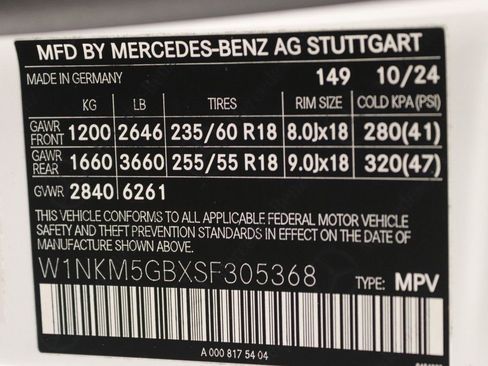 MFD BY MERCEDES-BENZ AG STUTTGART
MADE IN GERMANY 149 10/24
KG LB TIRES RIM SIZE COLD KPA (PSI)
GAWR FRONT 1200 2646 235/60 R18 8.0Jx18 280(41)
GAWR REAR 1660 3660 255/55 R18 9.0Jx18 320(47)
GVWR 2840 6261
THIS VEHICLE CONFORMS TO ALL APPLICABLE FEDERAL MOTOR VEHICLE
SAFETY AND THEFT PREVENTION STANDARDS IN EFFECT ON THE DATE
OF MANUFACTURE SHOWN ABOVE.
W1NKM5GBXSF305368 TYPE: MPV
A 000 817 54 04